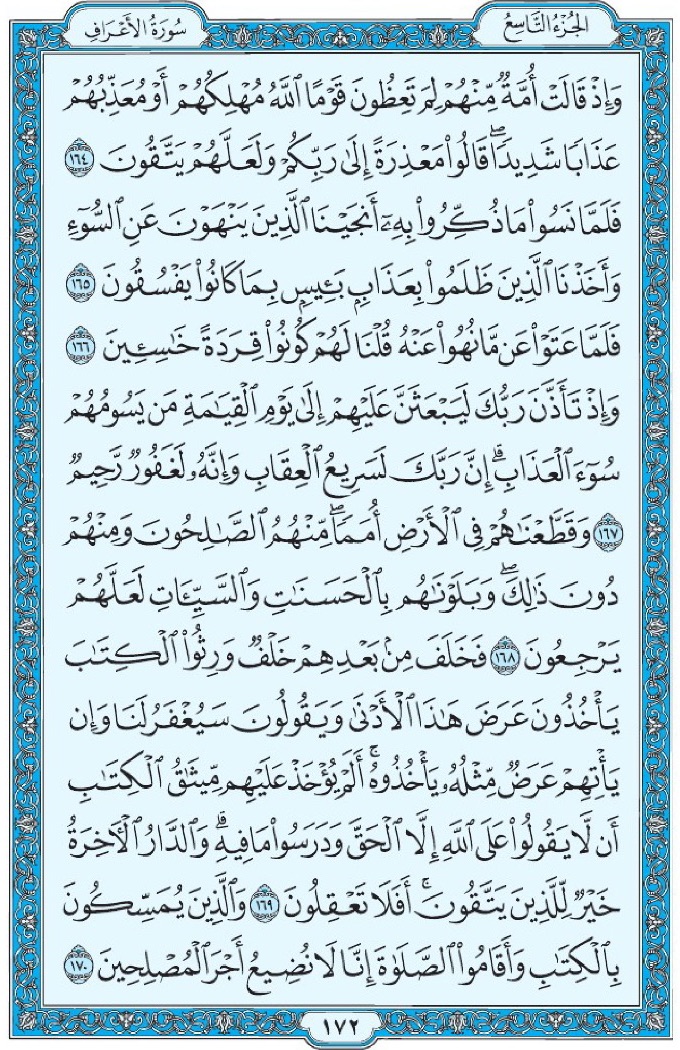 الجُزْءُ التَّاسِعُ
سُورَةُ الأَعْرَافِ
وَإِذۡ قَالَتۡ أُمَّةٞ مِّنۡهُمۡ لِمَ تَعِظُونَ قَوۡمًا ٱللَّهُ مُهۡلِكُهُمۡ أَوۡ مُعَذِّبُهُمۡ
عَذَابٗا شَدِيدٗاۖ قَالُواْ مَعۡذِرَةً إِلَىٰ رَبِّكُمۡ وَلَعَلَّهُمۡ يَتَّقُونَ ١٦٤
فَلَمَّا نَسُواْ مَا ذُكِّرُواْ بِهِۦٓ أَنجَيۡنَا ٱلَّذِينَ يَنۡهَوۡنَ عَنِ ٱلسُّوٓءِ
وَأَخَذۡنَا ٱلَّذِينَ ظَلَمُواْ بِعَذَابِۭ بَـِٔيسِۭ بِمَا كَانُواْ يَفۡسُقُونَ ١٦٥
فَلَمَّا عَتَوۡاْ عَن مَّا نُهُواْ عَنۡهُ قُلۡنَا لَهُمۡ كُونُواْ قِرَدَةً خَٰسِـِٔينَ ١٦٦
وَإِذۡ تَأَذَّنَ رَبُّكَ لَيَبۡعَثَنَّ عَلَيۡهِمۡ إِلَىٰ يَوۡمِ ٱلۡقِيَٰمَةِ مَن يَسُومُهُمۡ
سُوٓءَ ٱلۡعَذَابِۗ إِنَّ رَبَّكَ لَسَرِيعُ ٱلۡعِقَابِ وَإِنَّهُۥ لَغَفُورٞ رَّحِيمٞ
١٦٧ وَقَطَّعۡنَٰهُمۡ فِي ٱلۡأَرۡضِ أُمَمٗاۖ مِّنۡهُمُ ٱلصَّٰلِحُونَ وَمِنۡهُمۡ
دُونَ ذَٰلِكَۖ وَبَلَوۡنَٰهُم بِٱلۡحَسَنَٰتِ وَٱلسَّيِّـَٔاتِ لَعَلَّهُمۡ
يَرۡجِعُونَ ١٦٨ فَخَلَفَ مِنۢ بَعۡدِهِمۡ خَلۡفٞ وَرِثُواْ ٱلۡكِتَٰبَ
يَأۡخُذُونَ عَرَضَ هَٰذَا ٱلۡأَدۡنَىٰ وَيَقُولُونَ سَيُغۡفَرُ لَنَا وَإِن
يَأۡتِهِمۡ عَرَضٞ مِّثۡلُهُۥ يَأۡخُذُوهُۚ أَلَمۡ يُؤۡخَذۡ عَلَيۡهِم مِّيثَٰقُ ٱلۡكِتَٰبِ
أَن لَّا يَقُولُواْ عَلَى ٱللَّهِ إِلَّا ٱلۡحَقَّ وَدَرَسُواْ مَا فِيهِۗ وَٱلدَّارُ ٱلۡأٓخِرَةُ
خَيۡرٞ لِّلَّذِينَ يَتَّقُونَۚ أَفَلَا تَعۡقِلُونَ ١٦٩ وَٱلَّذِينَ يُمَسِّكُونَ
بِٱلۡكِتَٰبِ وَأَقَامُواْ ٱلصَّلَوٰةَ إِنَّا لَا نُضِيعُ أَجۡرَ ٱلۡمُصۡلِحِينَ ١٧٠
١٧٢